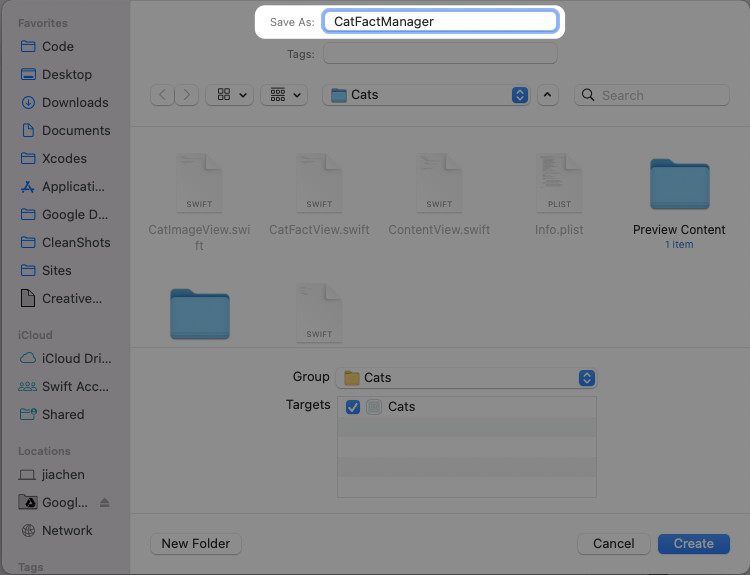 Save As: CatFactManager
Tags:
Favorites
Code
Desktop
Downloads
Documents
Xcodes
Applicati...
Google D...
CleanShots
Sites
Creative...
iCloud
iCloud Dri...
Swift Acc...
Shared
Locations
jiachen
Googl...
Network
Tags
Cats
Search
SWIFT
CatImageView.swi
ft
SWIFT
CatFactView.swift
SWIFT
ContentView.swift
PLIST
Info.plist
Preview Content
1 item
SWIFT
Group Cats
Targets Cats
New Folder
Cancel
Create